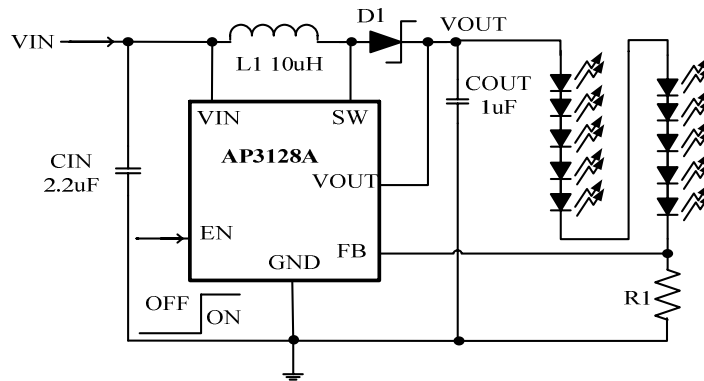 D1
VOUT
VIN
L1 10uH
COUT
1uF
VIN
SW
AP3128A
CIN
2.2uF
VOUT
EN
FB
GND
OFF
ON
R1